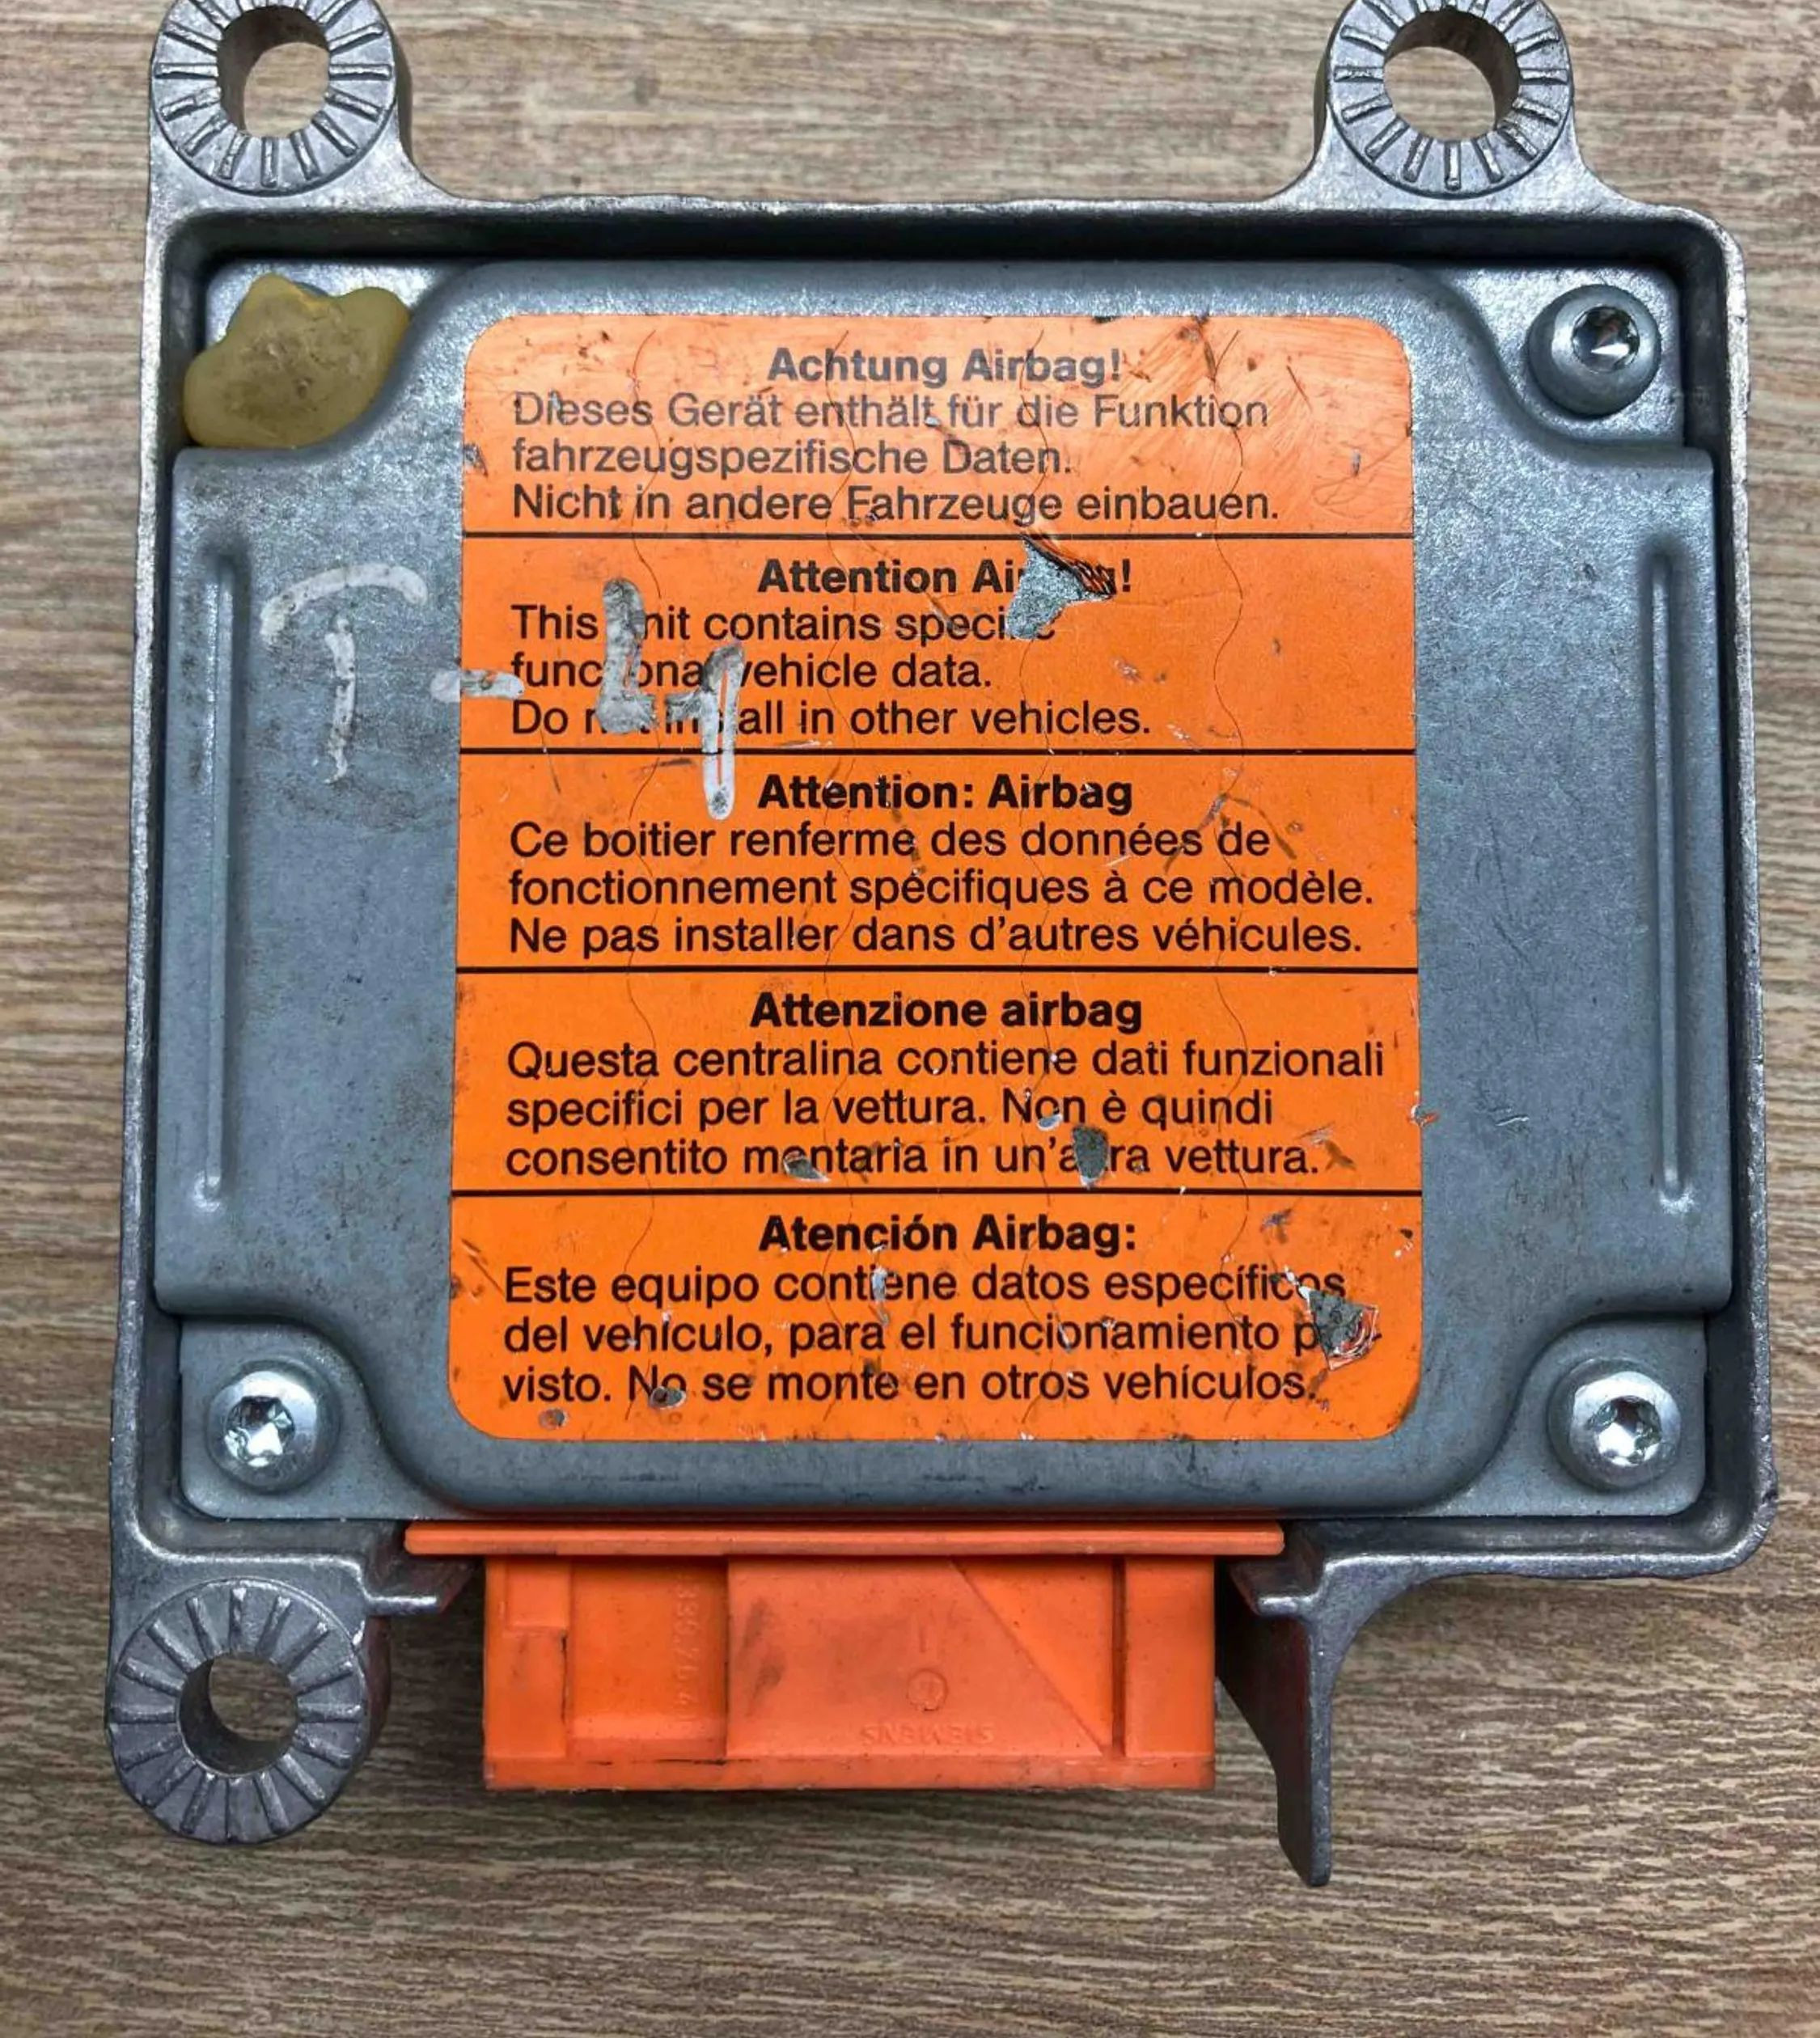 Achtung Airbag!
Dieses Gerät enthält für die Funktion
fahrzeugspezifische Daten.
Nicht in andere Fahrzeuge einbauen.
Attention !
This contains
vehicle data.
Do in other vehicles.
Attention: Airbag
Ce boitier renferme des données de
fonctionnement spécifiques à ce modèle.
Ne pas installer dans d'autres véhicules.
Attenzione airbag
Questa centralina contiene dati funzionali
specifici per la vettura. Non è quindi
consentito montaria in vettura.
Atención Airbag:
Este equipo contiene datos específicos
del vehículo, para el funcionamiento
visto. No se monte en otros vehículos.
T-4
SIEMENS